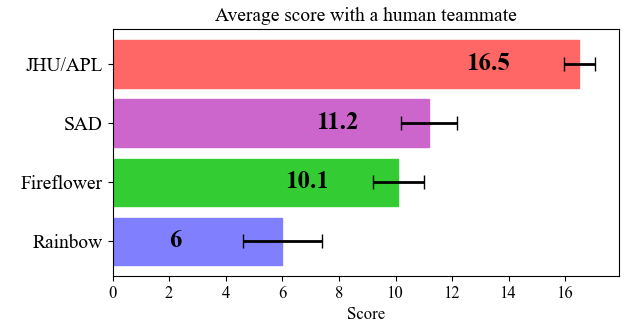 Average score with a human teammate
JHU/APL
16.5
SAD
11.2
Fireflower
10.1
Rainbow
6
0 2 4 6 8 10 12 14 16
Score